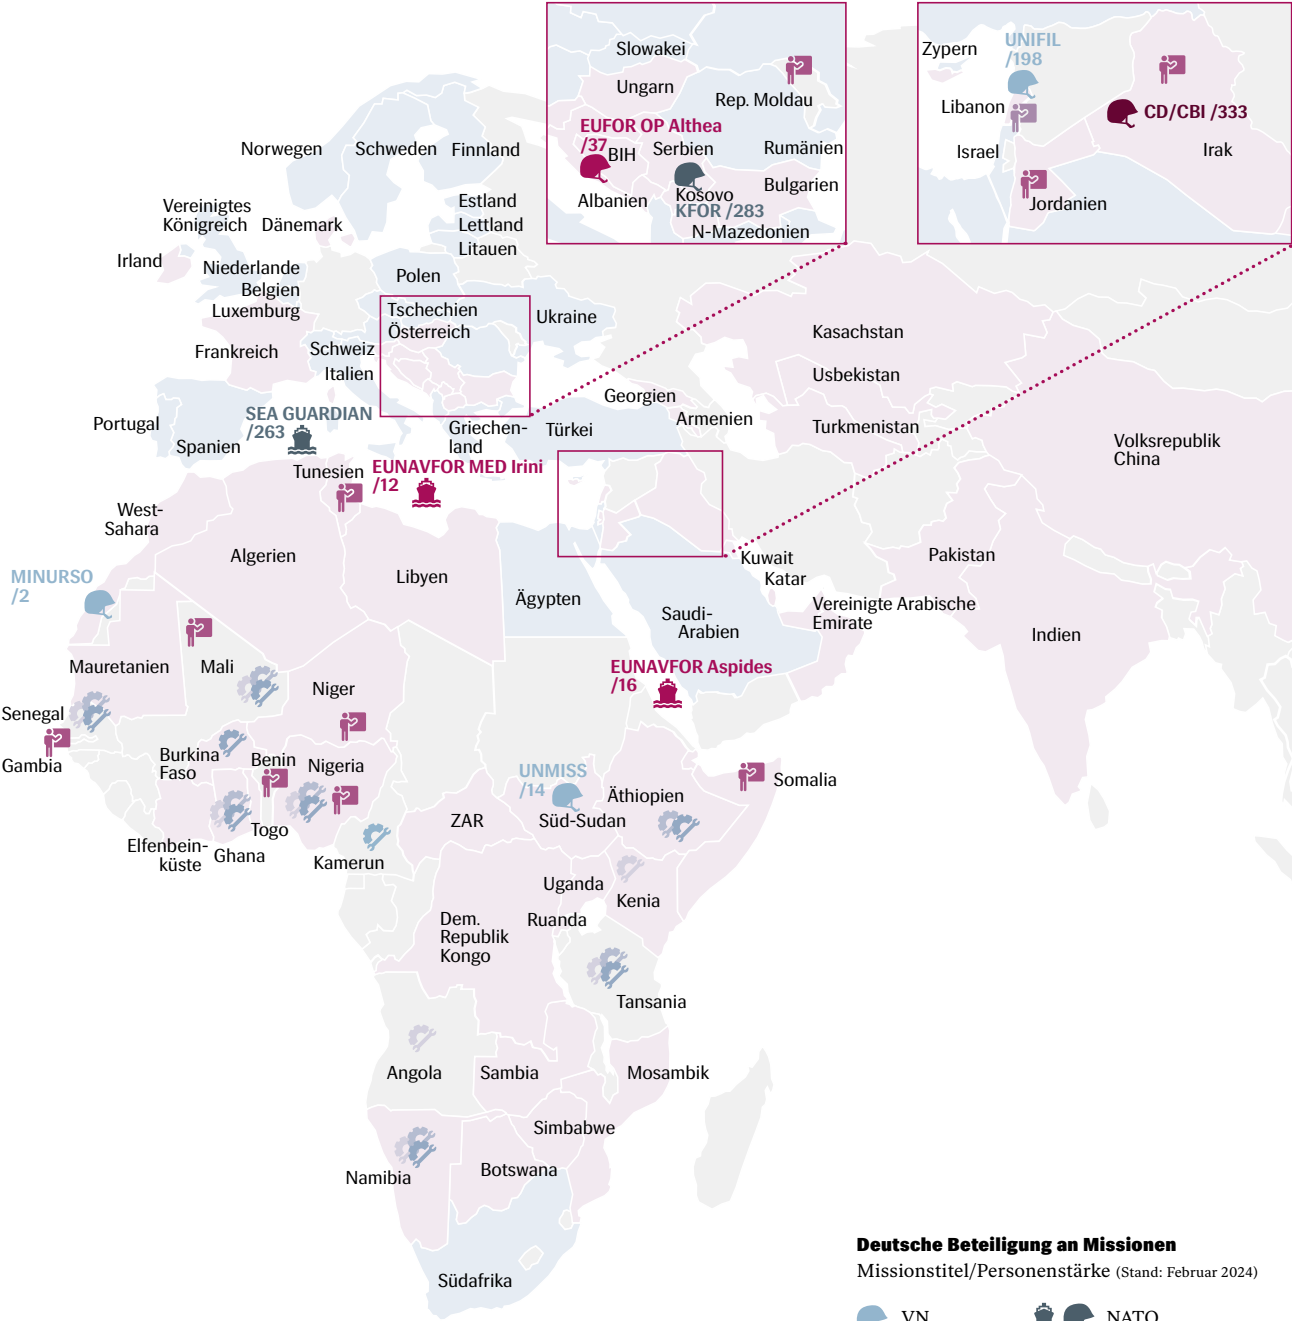 Slowakei
Ungarn
Rep. Moldau
EUFOR OP Althea
/37
BIH
Serbien
Rumänien
Kosovo
Bulgarien
Albanien
KFOR /283
N-Mazedonien
Zypern
UNIFIL
/198
Libanon
CD/CBI /333
Israel
Irak
Jordanien
Norwegen
Schweden
Finnland
Vereinigtes
Königreich
Dänemark
Estland
Lettland
Litauen
Irland
Niederlande
Belgien
Luxemburg
Polen
Tschechien
Österreich
Ukraine
Frankreich
Schweiz
Italien
Kasachstan
Usbekistan
Georgien
Armenien
Turkmenistan
Portugal
Spanien
SEA GUARDIAN
/263
Griechen-
land
Türkei
Volksrepublik
China
Tunesien
EUNAVFOR MED Irini
/12
West-
Sahara
Algerien
Libyen
Ägypten
Kuwait
Katar
Pakistan
MINURSO
/2
Saudi-
Arabien
Vereinigte Arabische
Emirate
Indien
Mauretanien
Mali
Niger
EUNAVFOR Aspides
/16
Senegal
Gambia
Burkina
Faso
Benin
Nigeria
UNMISS
/14
Äthiopien
Somalia
Süd-Sudan
ZAR
Elfenbein-
küste
Ghana
Togo
Kamerun
Uganda
Kenia
Ruanda
Dem.
Republik
Kongo
Tansania
Angola
Sambia
Mosambik
Simbabwe
Namibia
Botswana
Südafrika
Deutsche Beteiligung an Missionen
Missionstitel/Personenstärke (Stand: Februar 2024)
VN
NATO